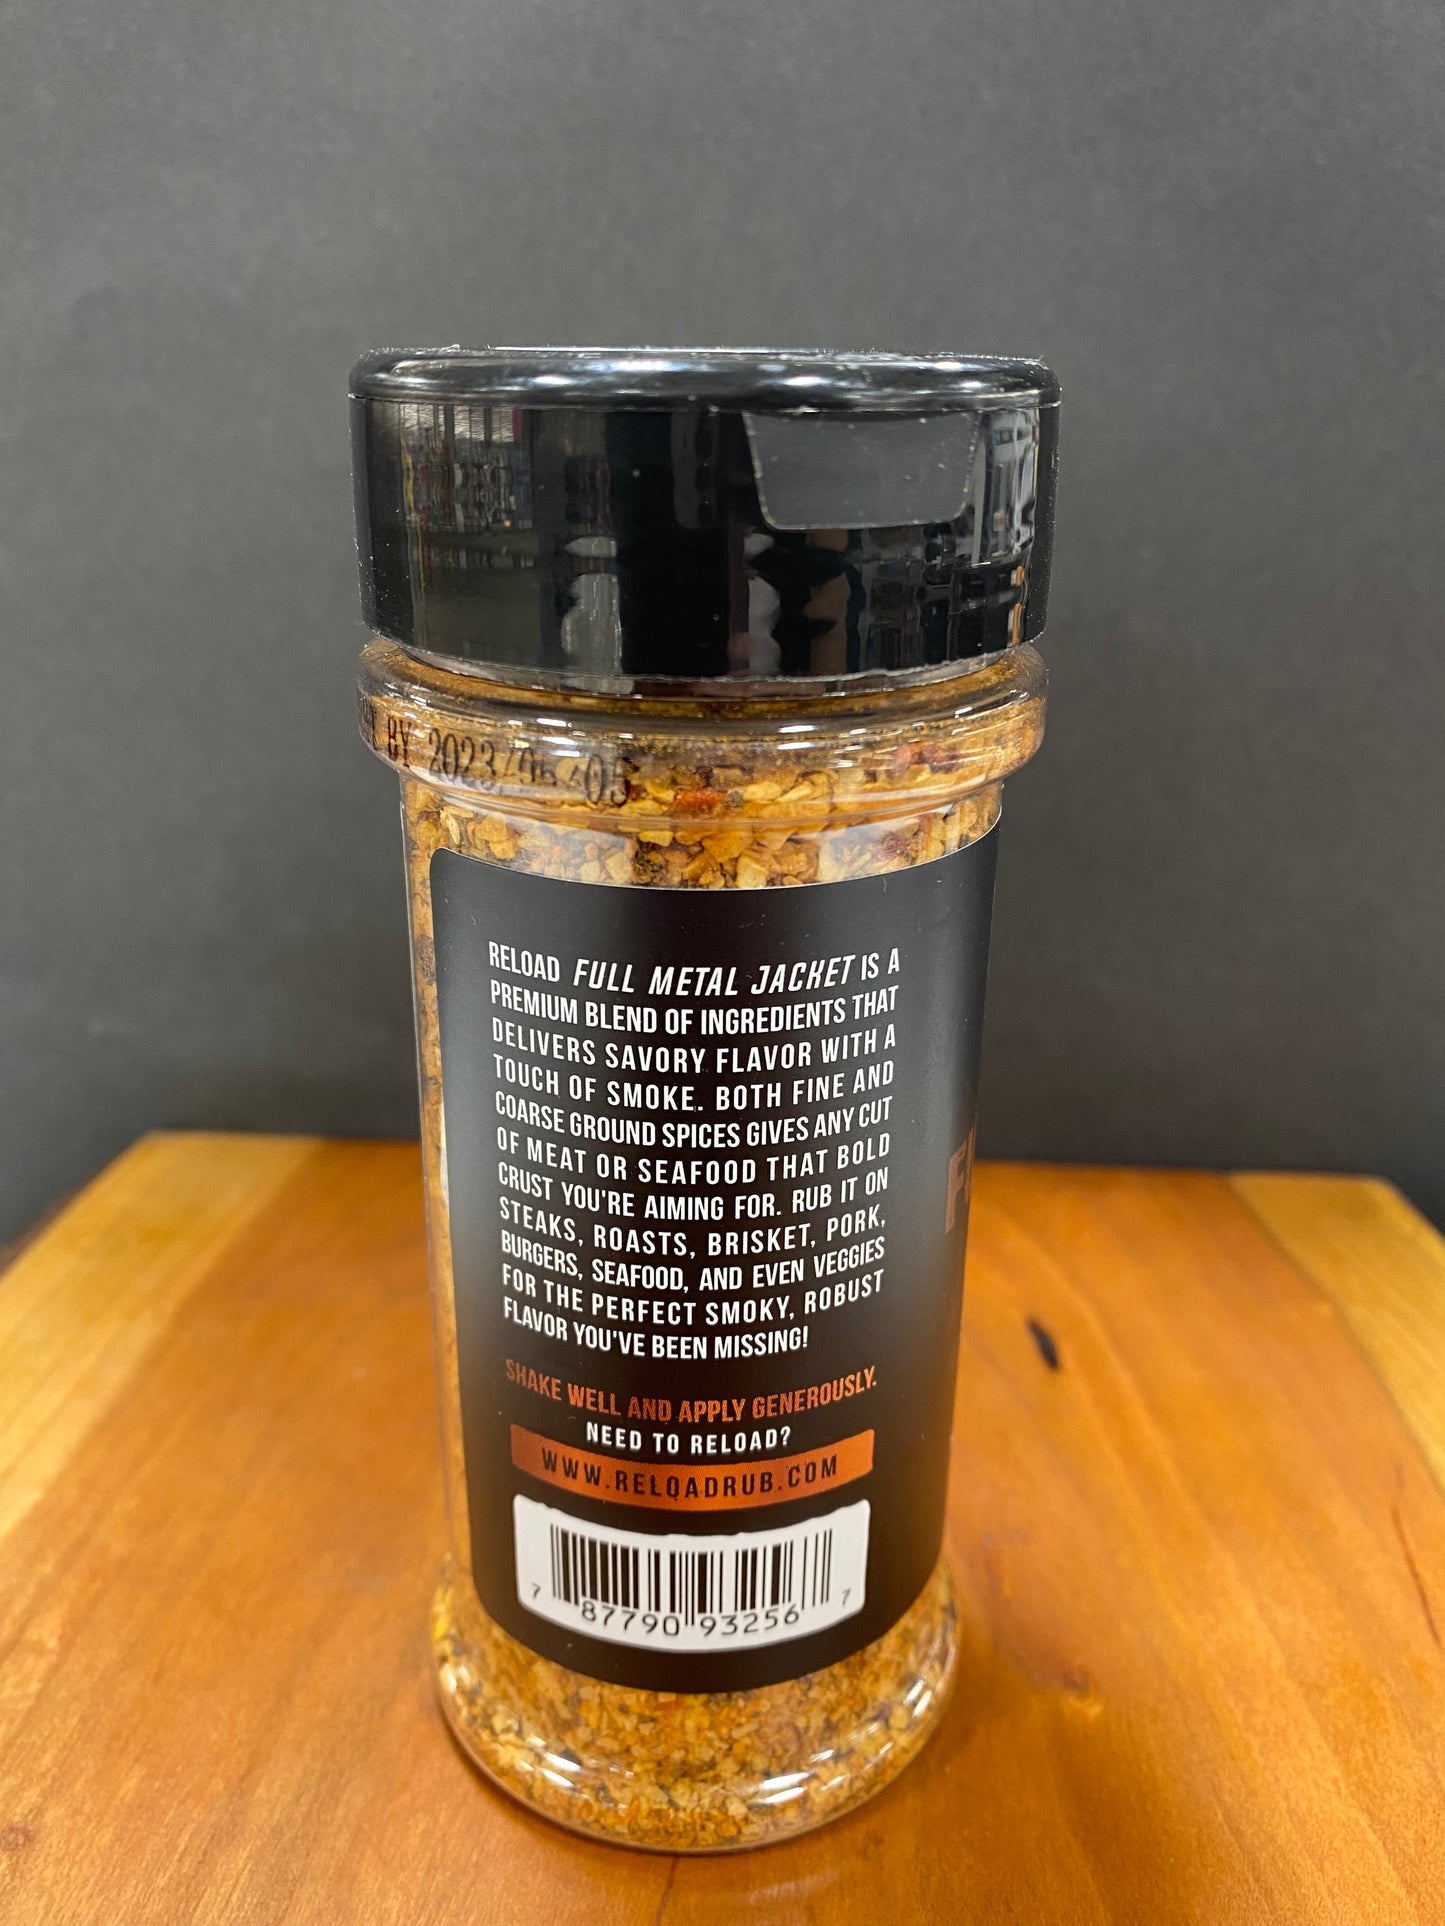 BY 2023
RELOAD FULL METAL JACKET IS A
PREMIUM BLEND OF INGREDIENTS THAT
DELIVERS SAVORY FLAVOR WITH A
TOUCH OF SMOKE. BOTH FINE AND
COARSE GROUND SPICES GIVES ANY CUT
OF MEAT OR SEAFOOD THAT BOLD
CRUST YOU'RE AIMING FOR. RUB IT ON
STEAKS, ROASTS, BRISKET, PORK,
BURGERS, SEAFOOD, AND EVEN VEGGIES
FOR THE PERFECT SMOKY, ROBUST
FLAVOR YOU'VE BEEN MISSING!
SHAKE WELL AND APPLY GENEROUSLY.
NEED TO RELOAD?
WWW.RELOADRUB.COM
7 87790 93256 7